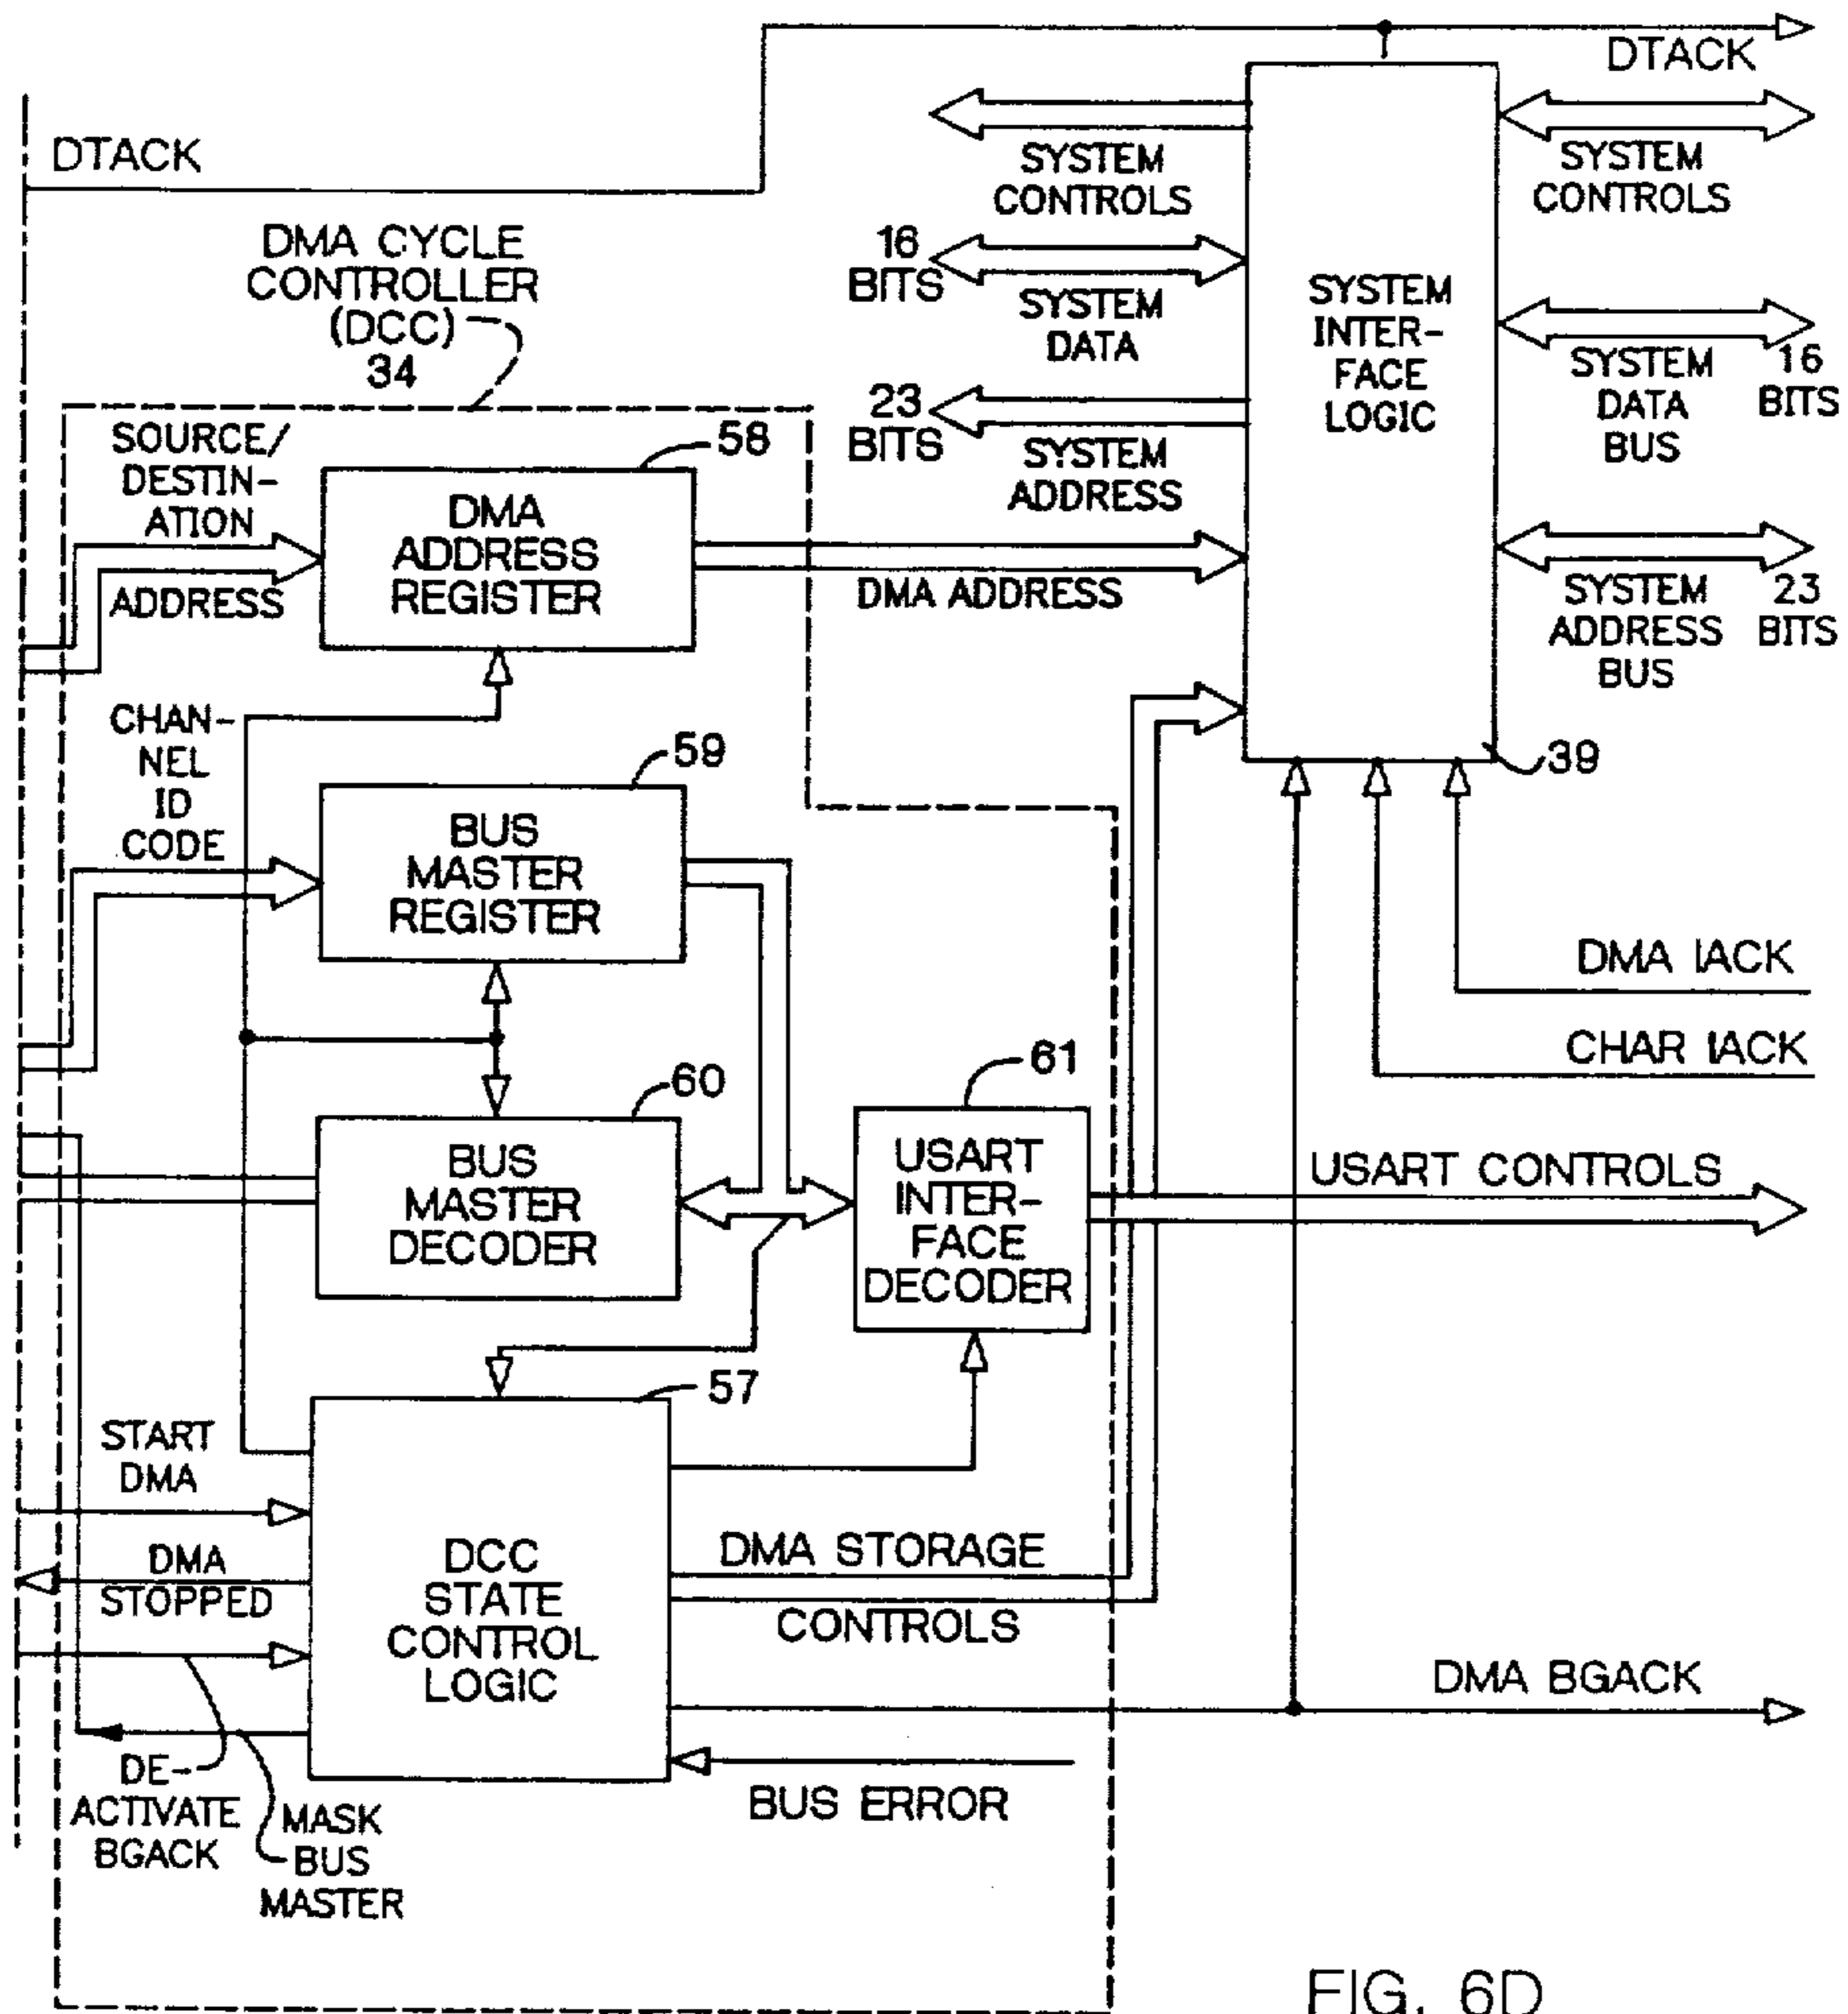 DTACK
DTACK
SYSTEM
CONTROLS
SYSTEM
CONTROLS
DMA CYCLE
CONTROLLER
(DCC)
34
16
BITS
SYSTEM
DATA
SYSTEM
INTER-
FACE
LOGIC
SYSTEM
DATA
BUS
16
BITS
23
BITS
SYSTEM
ADDRESS
SOURCE/
DESTIN-
ATION
ADDRESS
58
DMA
ADDRESS
REGISTER
DMA ADDRESS
SYSTEM
ADDRESS
BUS
23
BITS
39
CHAN-
NEL
ID
CODE
59
BUS
MASTER
REGISTER
DMA IACK
CHAR IACK
60
BUS
MASTER
DECODER
61
USART
INTER-
FACE
DECODER
USART CONTROLS
57
START
DMA
DMA
STOPPED
DCC
STATE
CONTROL
LOGIC
DMA STORAGE
CONTROLS
DMA BGACK
DE-
ACTIVATE
BGACK
MASK
BUS
MASTER
BUS ERROR
FIG. 6D